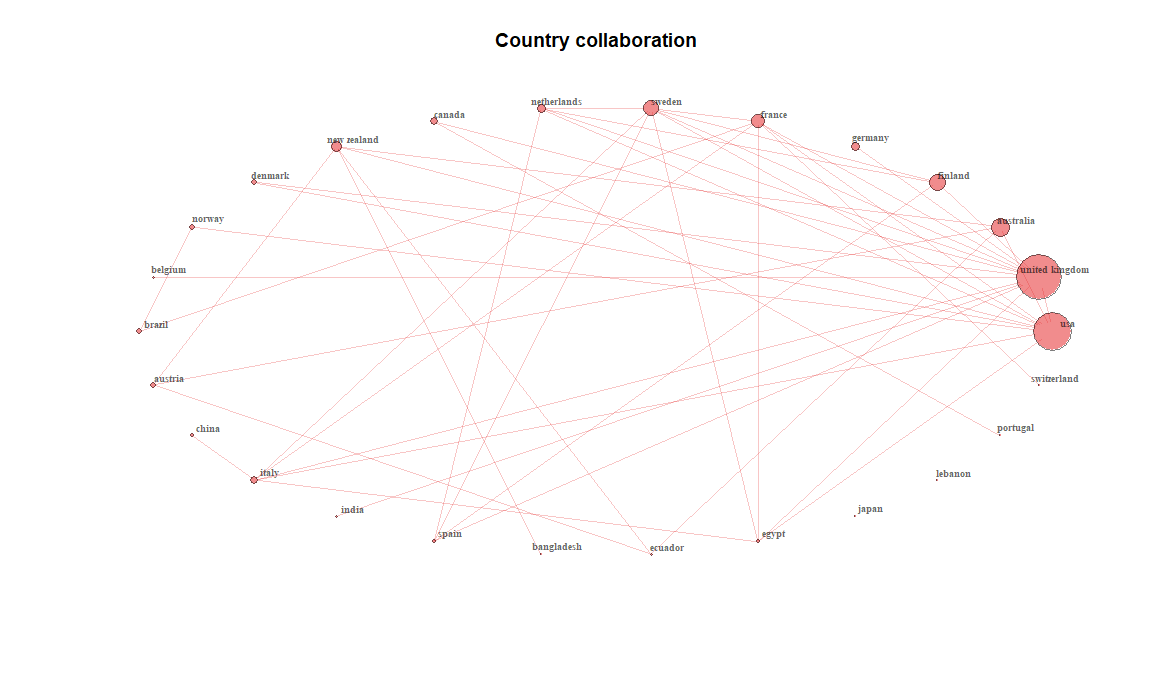 Country collaboration
netherlands
sweden
canada
france
new zealand
germany
denmark
finland
norway
australia
belgium
united kingdom
brazil
usa
austria
switzerland
china
portugal
italy
lebanon
india
japan
spain
egypt
bangladesh
ecuador